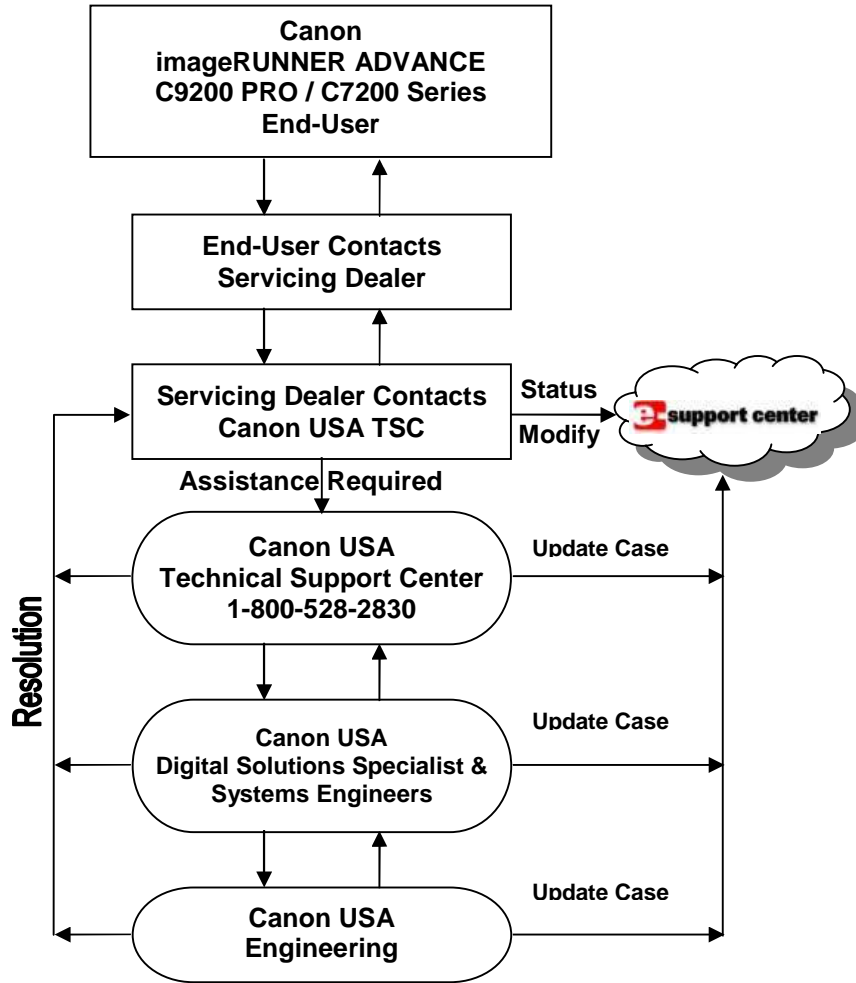 Canon
imageRUNNER ADVANCE
C9200 PRO / C7200 Series
End-User
End-User Contacts
Servicing Dealer
Servicing Dealer Contacts
Canon USA TSC
Status
Modify
e-support center
Assistance Required
Canon USA
Technical Support Center
1-800-528-2830
Update Case
Resolution
Canon USA
Digital Solutions Specialist &
Systems Engineers
Update Case
Canon USA
Engineering
Update Case